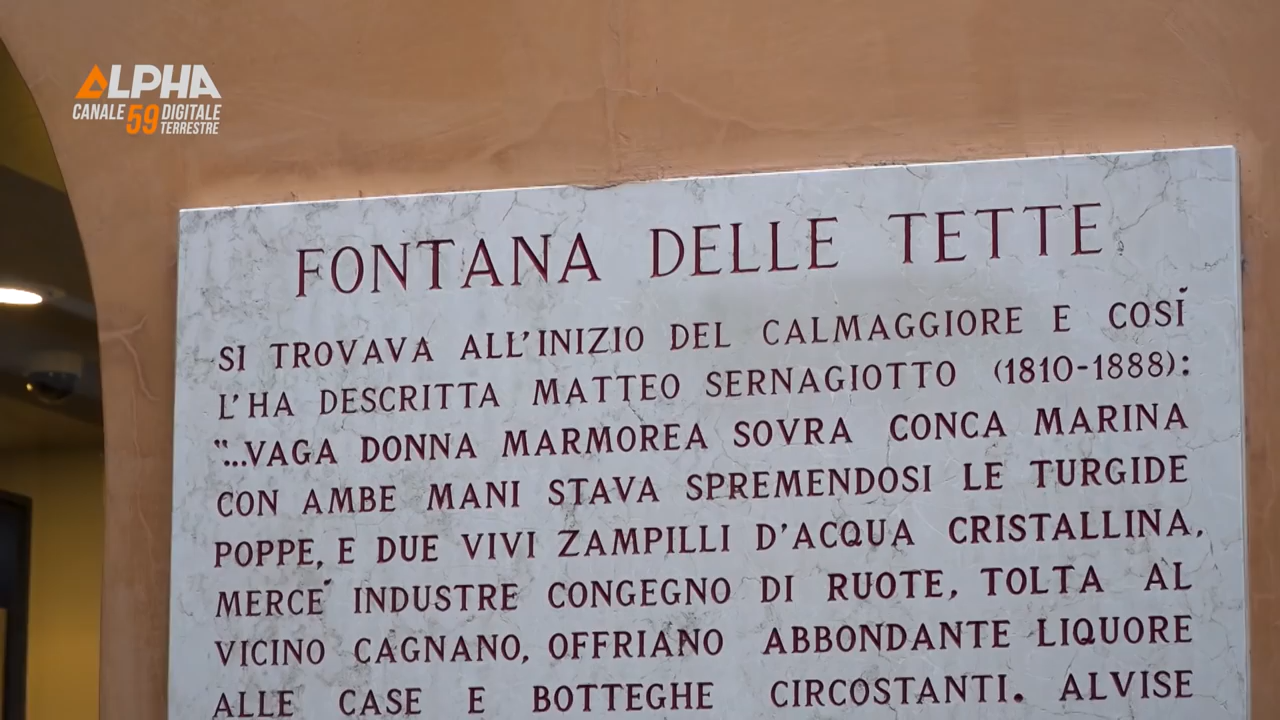 ALPHA
CANALE 59 DIGITALE TERRESTRE
FONTANA DELLE TETTE
SI TROVAVA ALL'INIZIO DEL CALMAGGIORE E COSÍ
L'HA DESCRITTA MATTEO SERNAGIOTTO (1810-1888):
“...VAGA DONNA MARMOREA SOVRA CONCA MARINA
CON AMBE MANI STAVA SPREMENDOSI LE TURGIDE
POPPE, E DUE VIVI ZAMPILLI D'ACQUA CRISTALLINA,
MERCÉ INDUSTRE CONGEGNO DI RUOTE, TOLTA AL
VICINO CAGNANO, OFFRIANO ABBONDANTE LIQUORE
ALLE CASE E BOTTEGHE CIRCOSTANTI. ALVISE